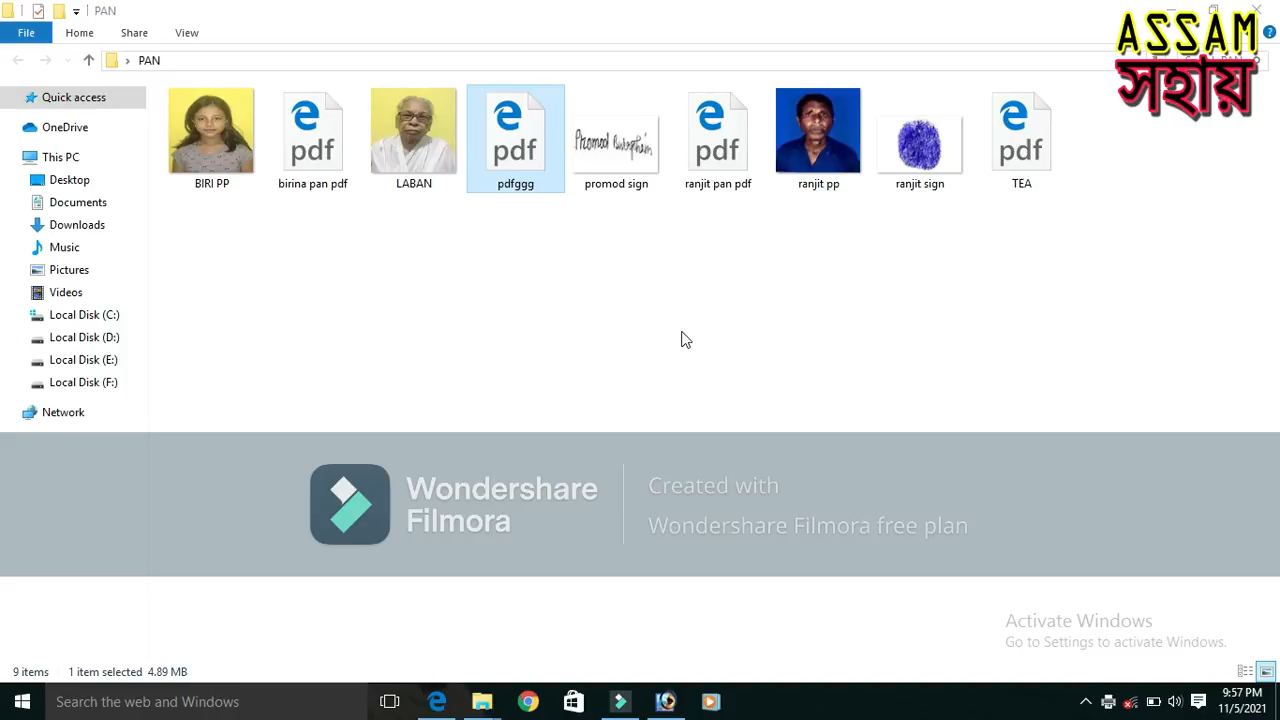 PAN
File Home Share View
PAN
ASSAM
সহায়
Quick access
OneDrive
This PC
Desktop
Documents
Downloads
Music
Pictures
Videos
Local Disk (C:)
Local Disk (D:)
Local Disk (E:)
Local Disk (F:)
Network
pdf
pdf
pdf
pdf
BIRI PP
birina pan pdf
LABAN
pdfggg
promod sign
ranjit pan pdf
ranjit pp
ranjit sign
TEA
Wondershare
Filmora
Created with
Wondershare Filmora free plan
Activate Windows
Go to Settings to activate Windows.
9 items 1 item selected 4.89 MB
Search the web and Windows
9:57 PM
11/5/2021